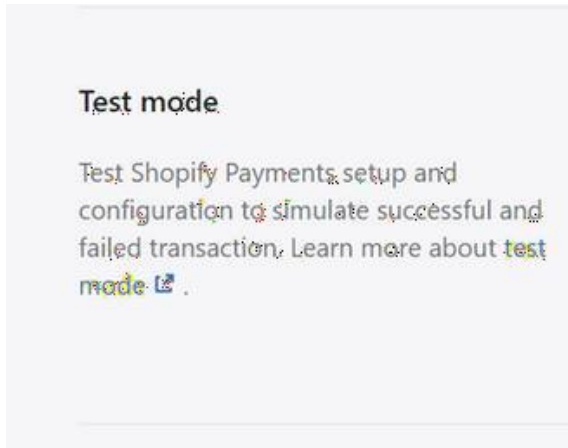 Test mode
Test Shopify Payments setup and
configuration to simulate successful and
failed transaction. Learn more about test
mode .